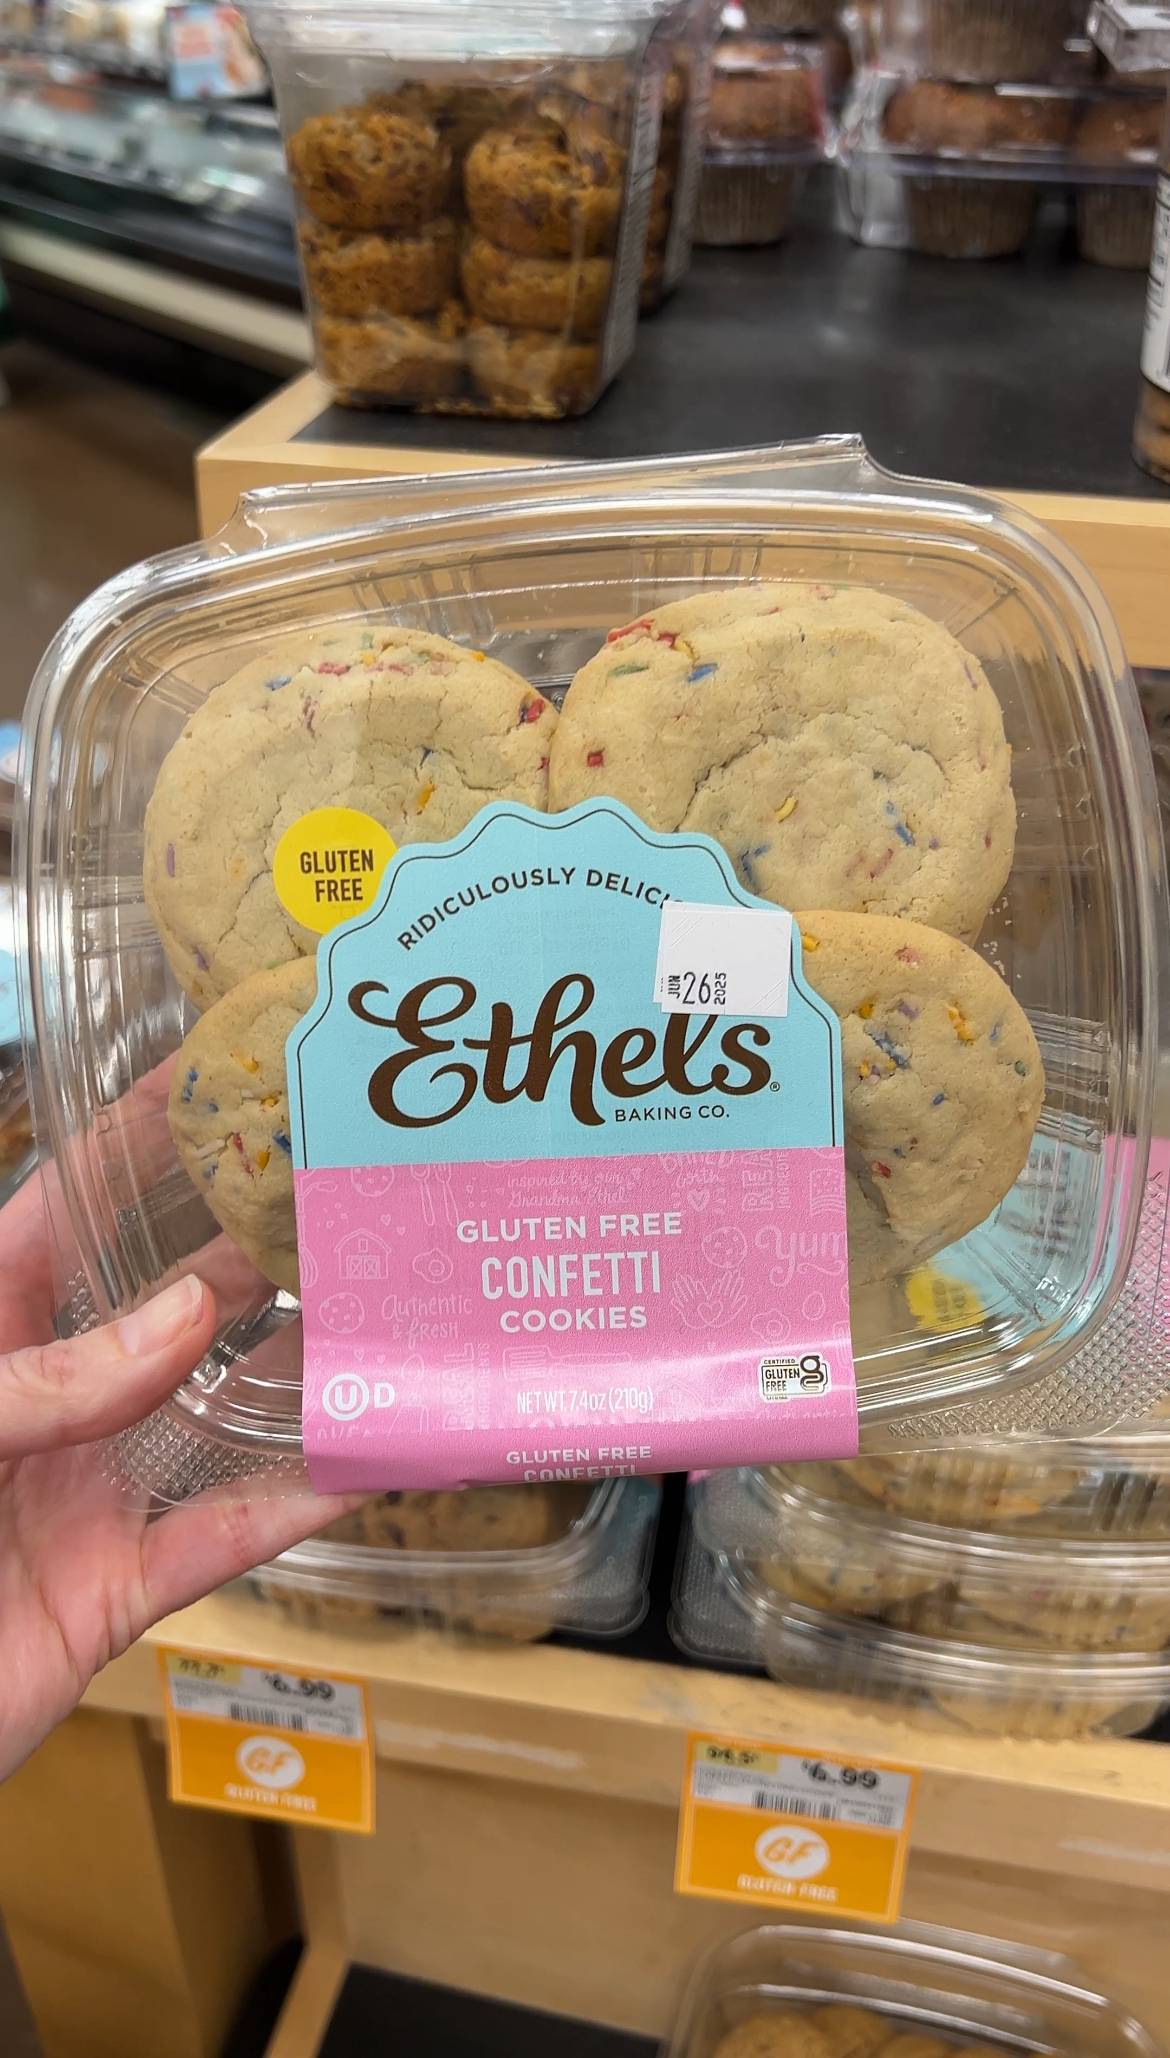 GLUTEN
FREE
RIDICULOUSLY
Ethel's
BAKING CO.
JUN 26 2025
inspired by our
Grandma Ethel
GLUTEN FREE
CONFETTI
COOKIES
Authentic
& fresh
Yum
U D
NET WT. 7.4oz (210g)
CERTIFIED
GLUTEN
FREE
GLUTEN FREE
CONFETTI
$6.99
GF
GLUTEN FREE
$6.99
GF
GLUTEN FREE